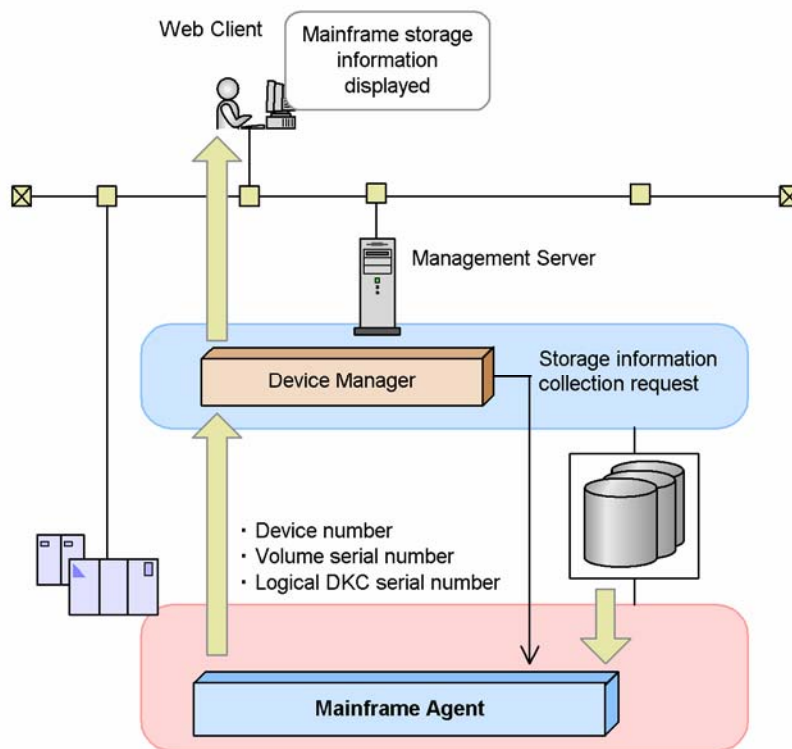 Web Client
Mainframe storage
information
displayed
Management Server
Device Manager
Storage information
collection request
・Device number
・Volume serial number
・Logical DKC serial number
Mainframe Agent